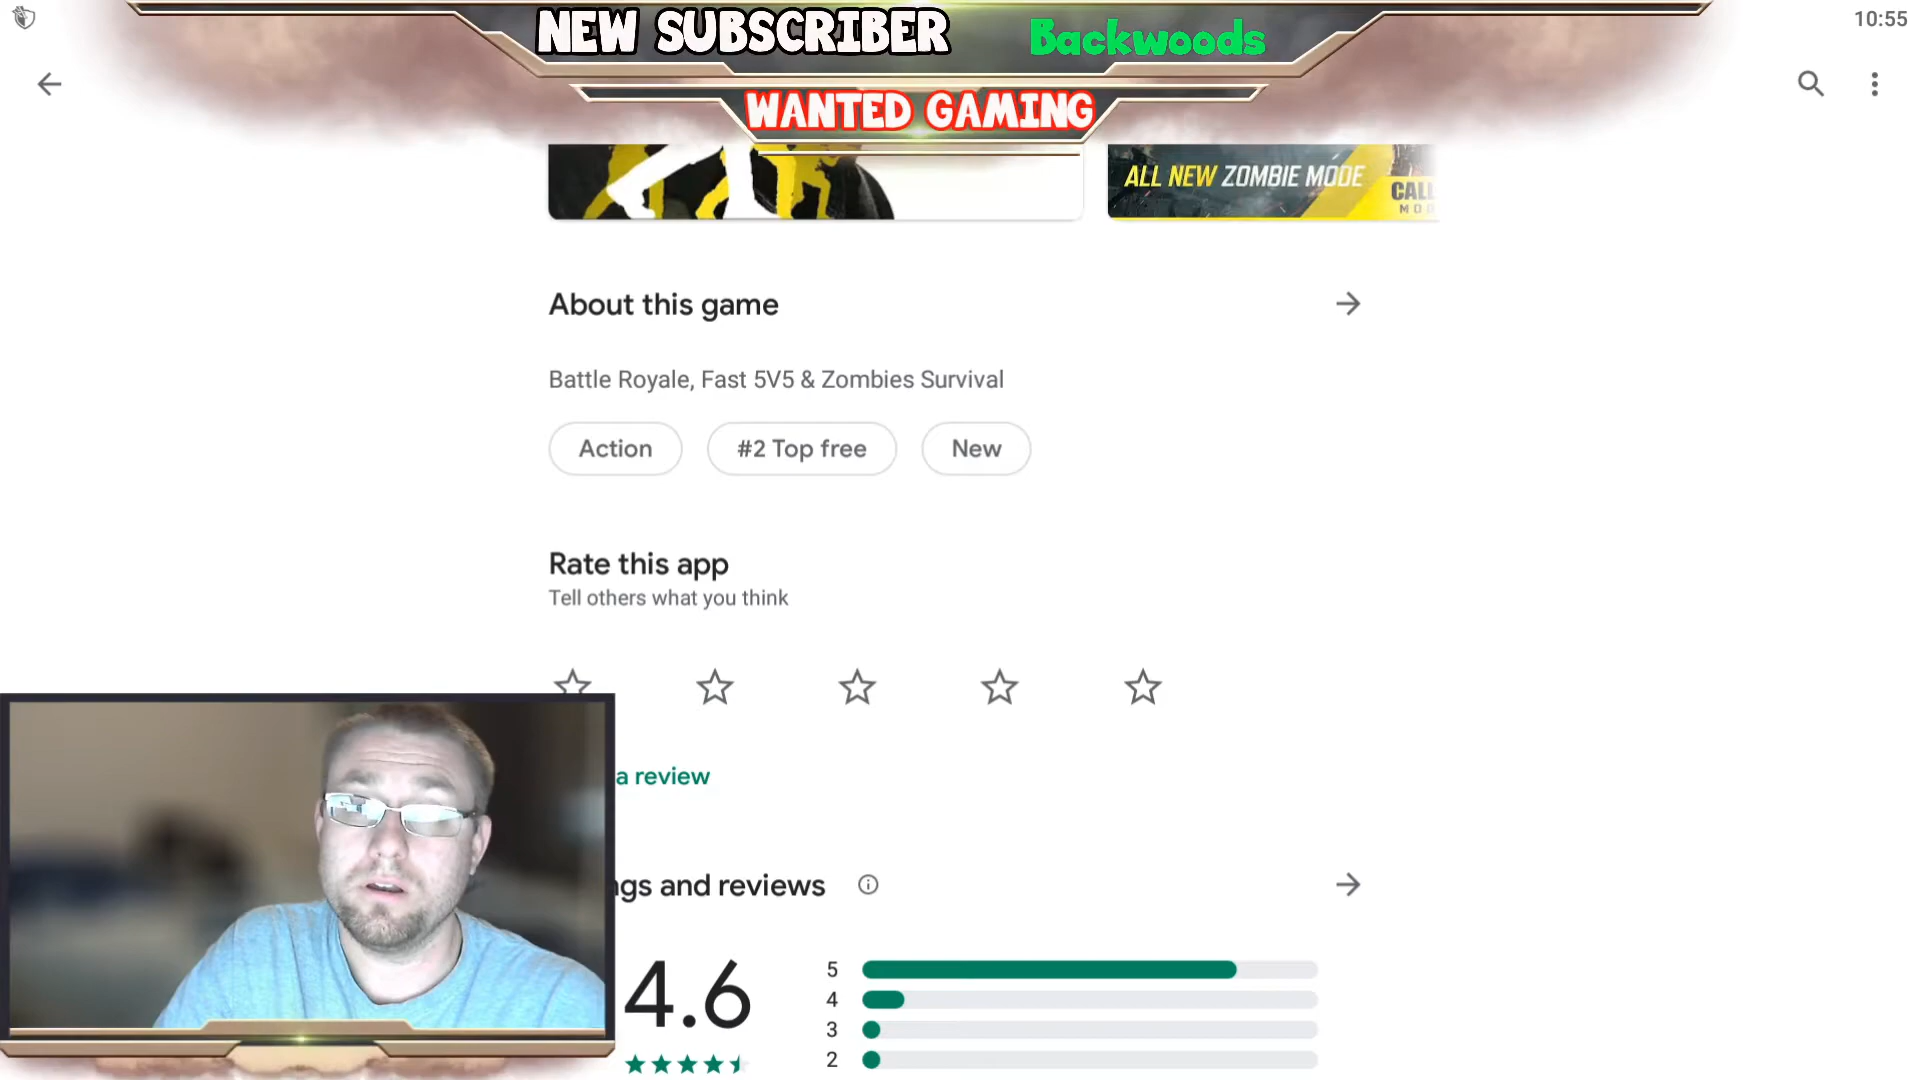 10:55
NEW SUBSCRIBER Backwoods
WANTED GAMING
ALL NEW ZOMBIE MODE
CALL
About this game
Battle Royale, Fast 5V5 & Zombies Survival
Action #2 Top free New
Rate this app
Tell others what you think
a review
ngs and reviews
4.6
5
4
3
2